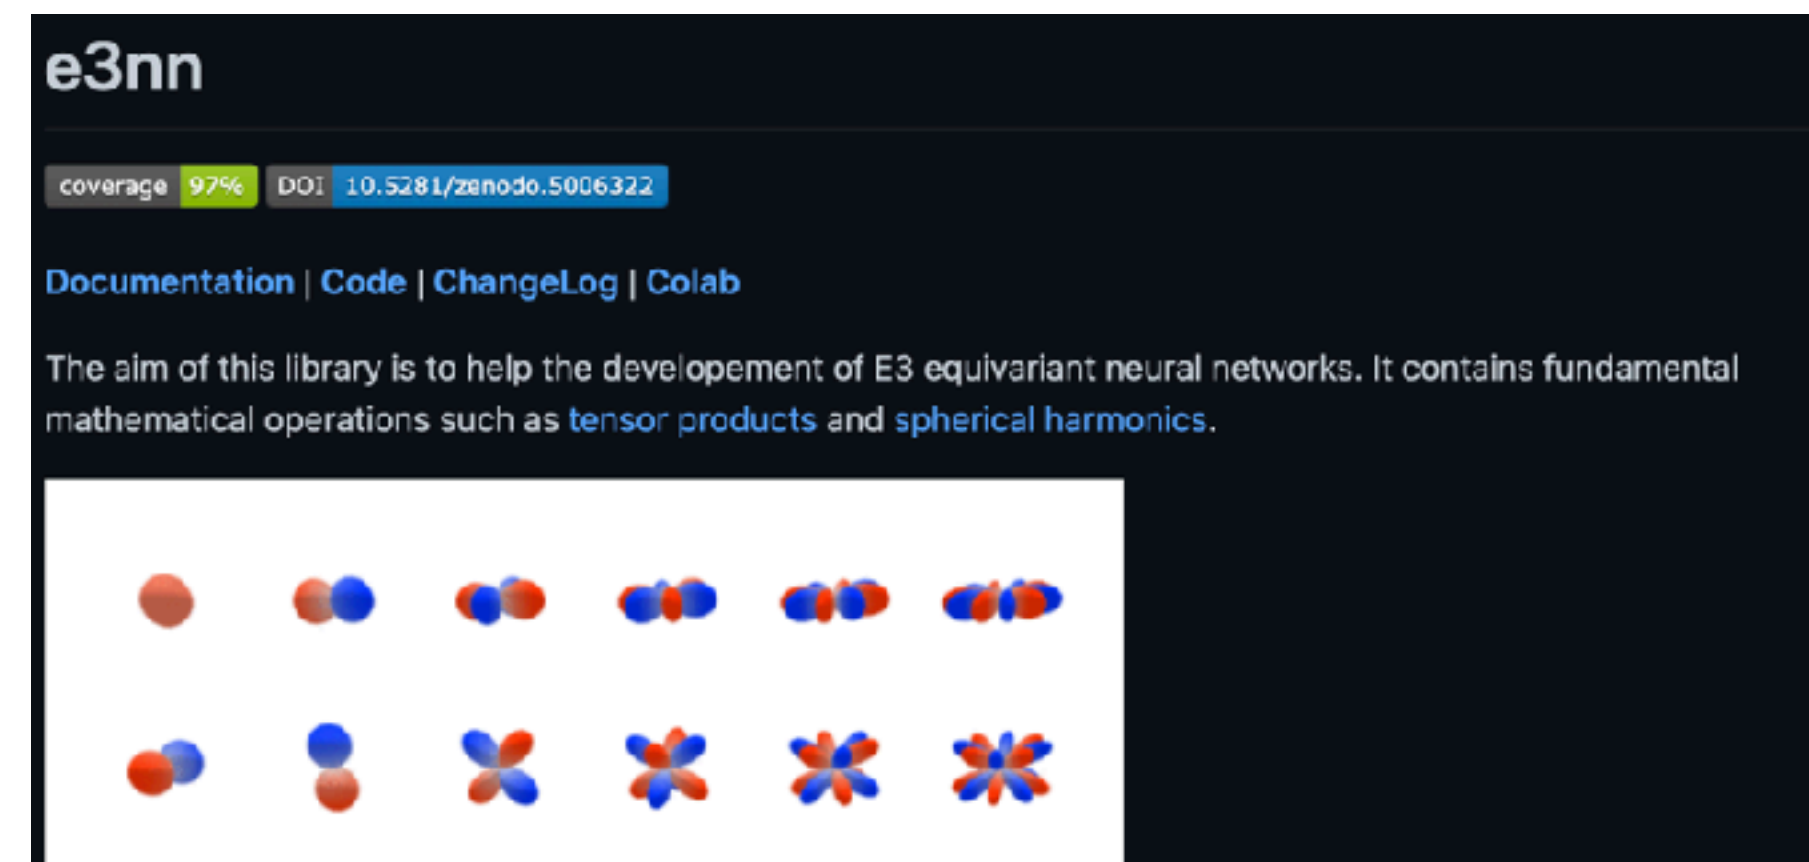 e3nn
coverage 97% DOI 10.5281/zenodo.5006322
Documentation | Code | ChangeLog | Colab
The aim of this library is to help the developement of E3 equivariant neural networks. It contains fundamental
mathematical operations such as tensor products and spherical harmonics.